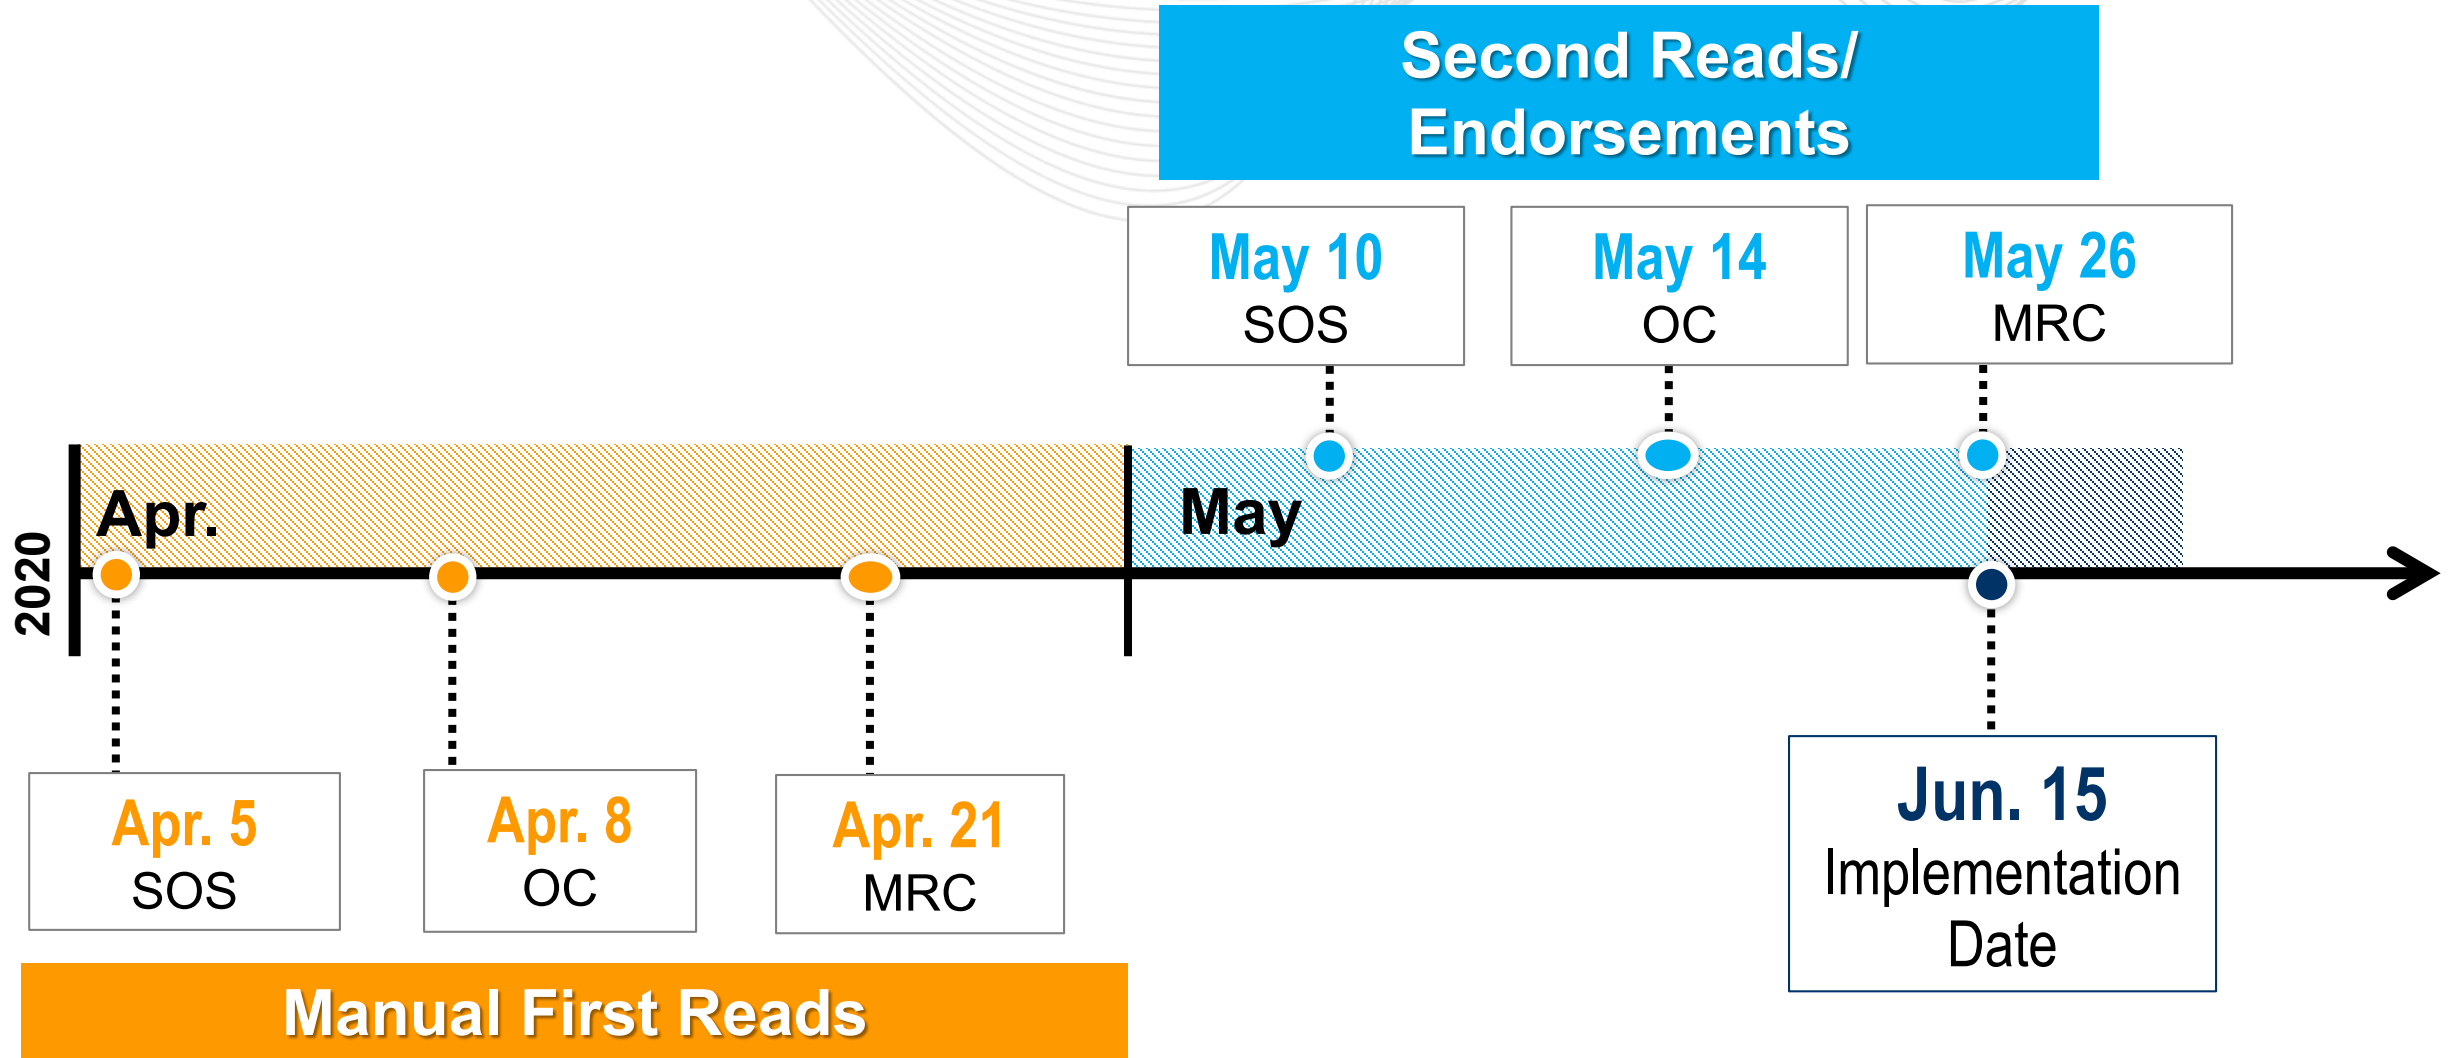 Second Reads/
Endorsements
May 10
SOS
May 14
OC
May 26
MRC
2020
Apr.
May
Apr. 5
SOS
Apr. 8
OC
Apr. 21
MRC
Jun. 15
Implementation
Date
Manual First Reads